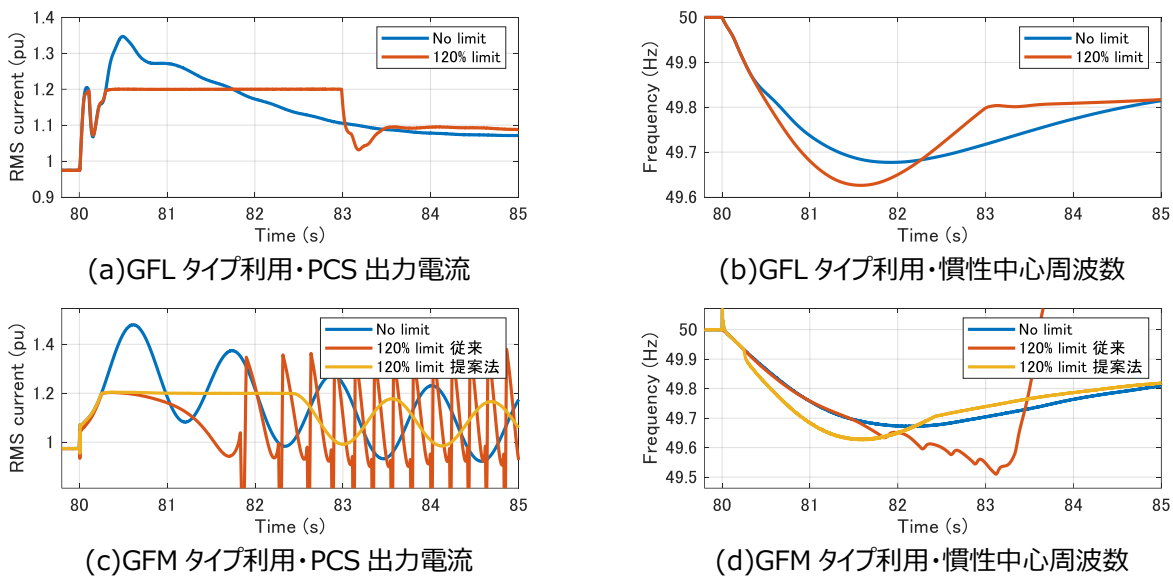 1.4
1.3
1.2
1.1
1
0.9
RMS current (pu)
No limit
120% limit
80
81
82
83
84
85
Time (s)
(a)GFL タイプ利用・PCS 出力電流
50
49.9
49.8
49.7
49.6
Frequency (Hz)
No limit
120% limit
80
81
82
83
84
85
Time (s)
(b)GFL タイプ利用・慣性中心周波数
1.4
1.2
1
RMS current (pu)
No limit
120% limit 従来
120% limit 提案法
80
81
82
83
84
85
Time (s)
(c)GFM タイプ利用・PCS 出力電流
50
49.9
49.8
49.7
49.6
49.5
Frequency (Hz)
No limit
120% limit 従来
120% limit 提案法
80
81
82
83
84
85
Time (s)
(d)GFM タイプ利用・慣性中心周波数